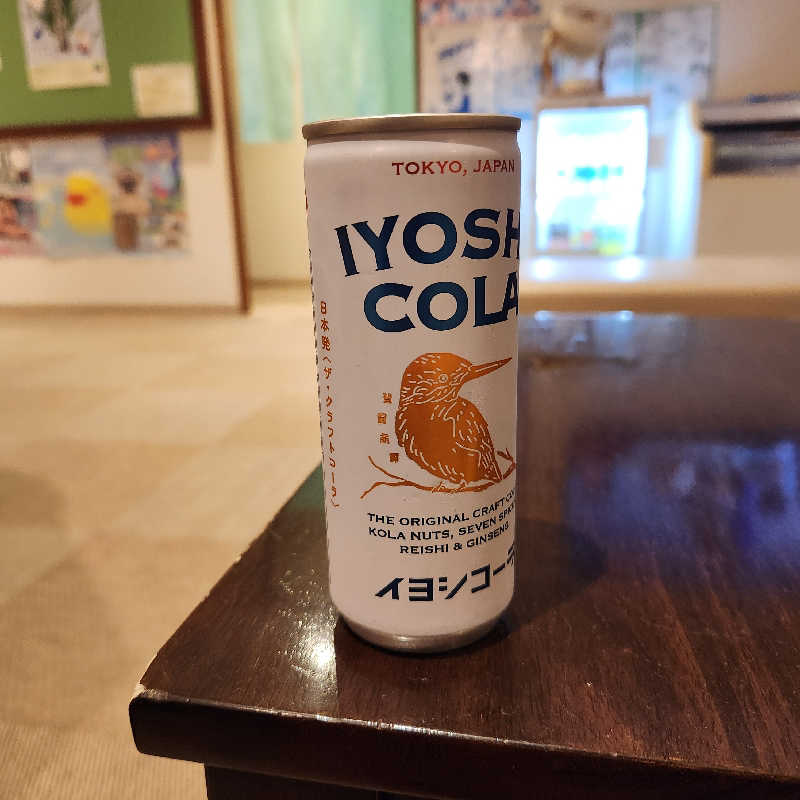 TOKYO, JAPAN
IYOSH
COLA
日本発〈ザ・クラフトコーラ〉
THE ORIGINAL CRAFT CO
KOLA NUTS, SEVEN SPIC
REISHI & GINSENG
イヨシコーラ